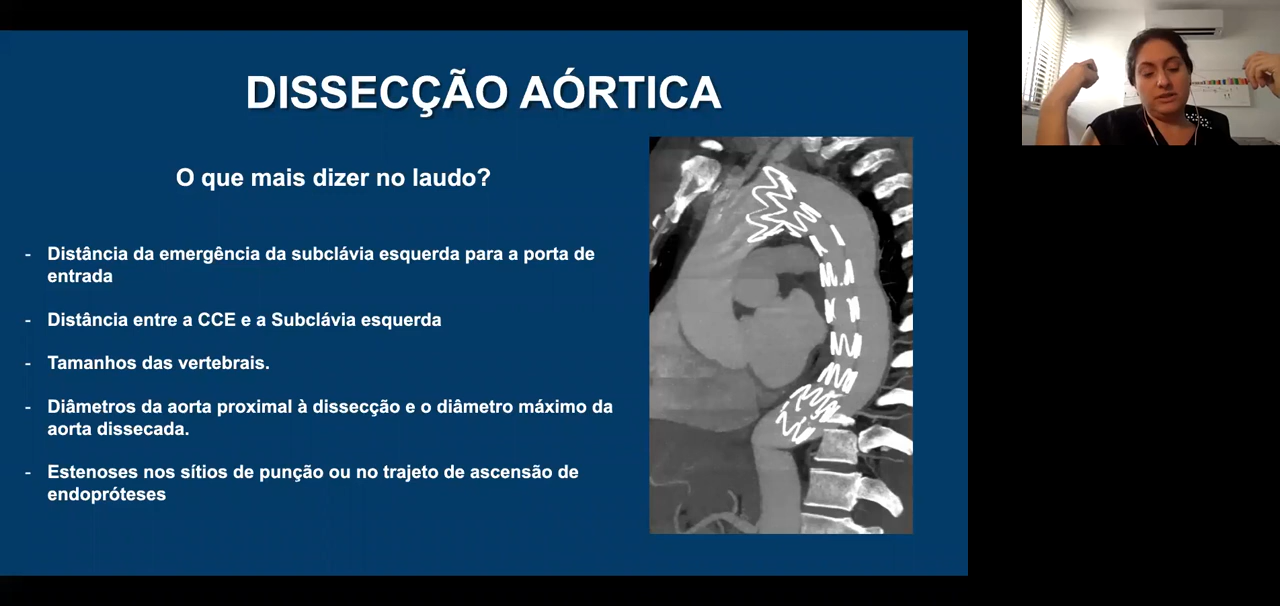 DISSECÇÃO AÓRTICA
O que mais dizer no laudo?
- Distância da emergência da subclávia esquerda para a porta de
entrada
- Distância entre a CCE e a Subclávia esquerda
- Tamanhos das vertebrais.
- Diâmetros da aorta proximal à dissecção e o diâmetro máximo da
aorta dissecada.
- Estenoses nos sítios de punção ou no trajeto de ascensão de
endopróteses